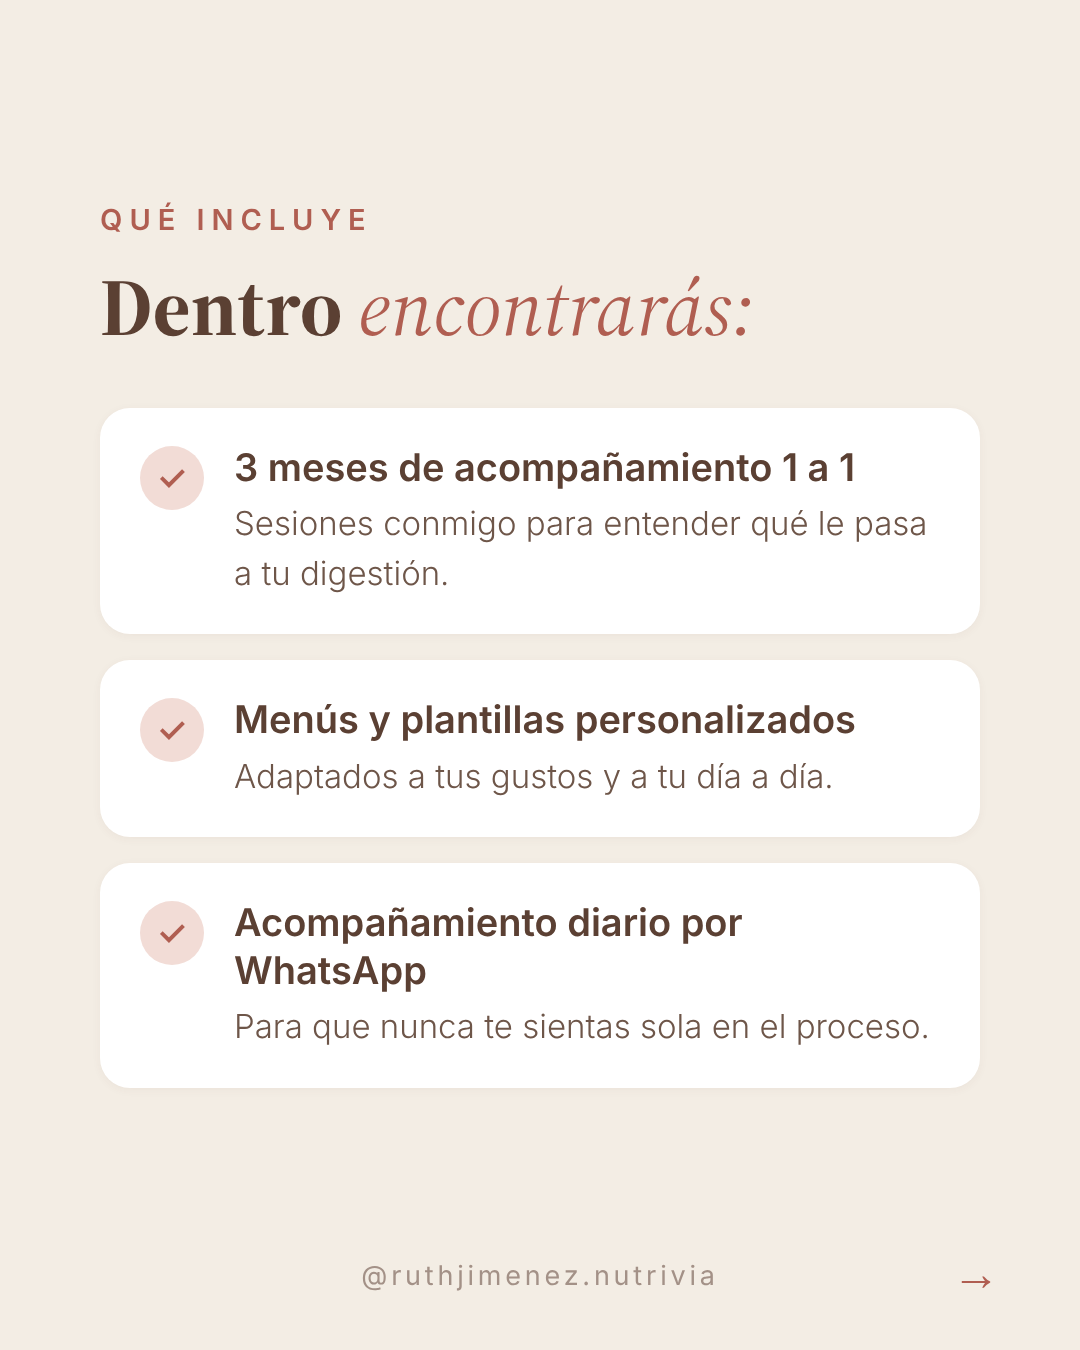 QUÉ INCLUYE
Dentro encontrarás:
3 meses de acompañamiento 1 a 1
Sesiones conmigo para entender qué le pasa
a tu digestión.
Menús y plantillas personalizados
Adaptados a tus gustos y a tu día a día.
Acompañamiento diario por
WhatsApp
Para que nunca te sientas sola en el proceso.
@ruthjimenez.nutrivia
→